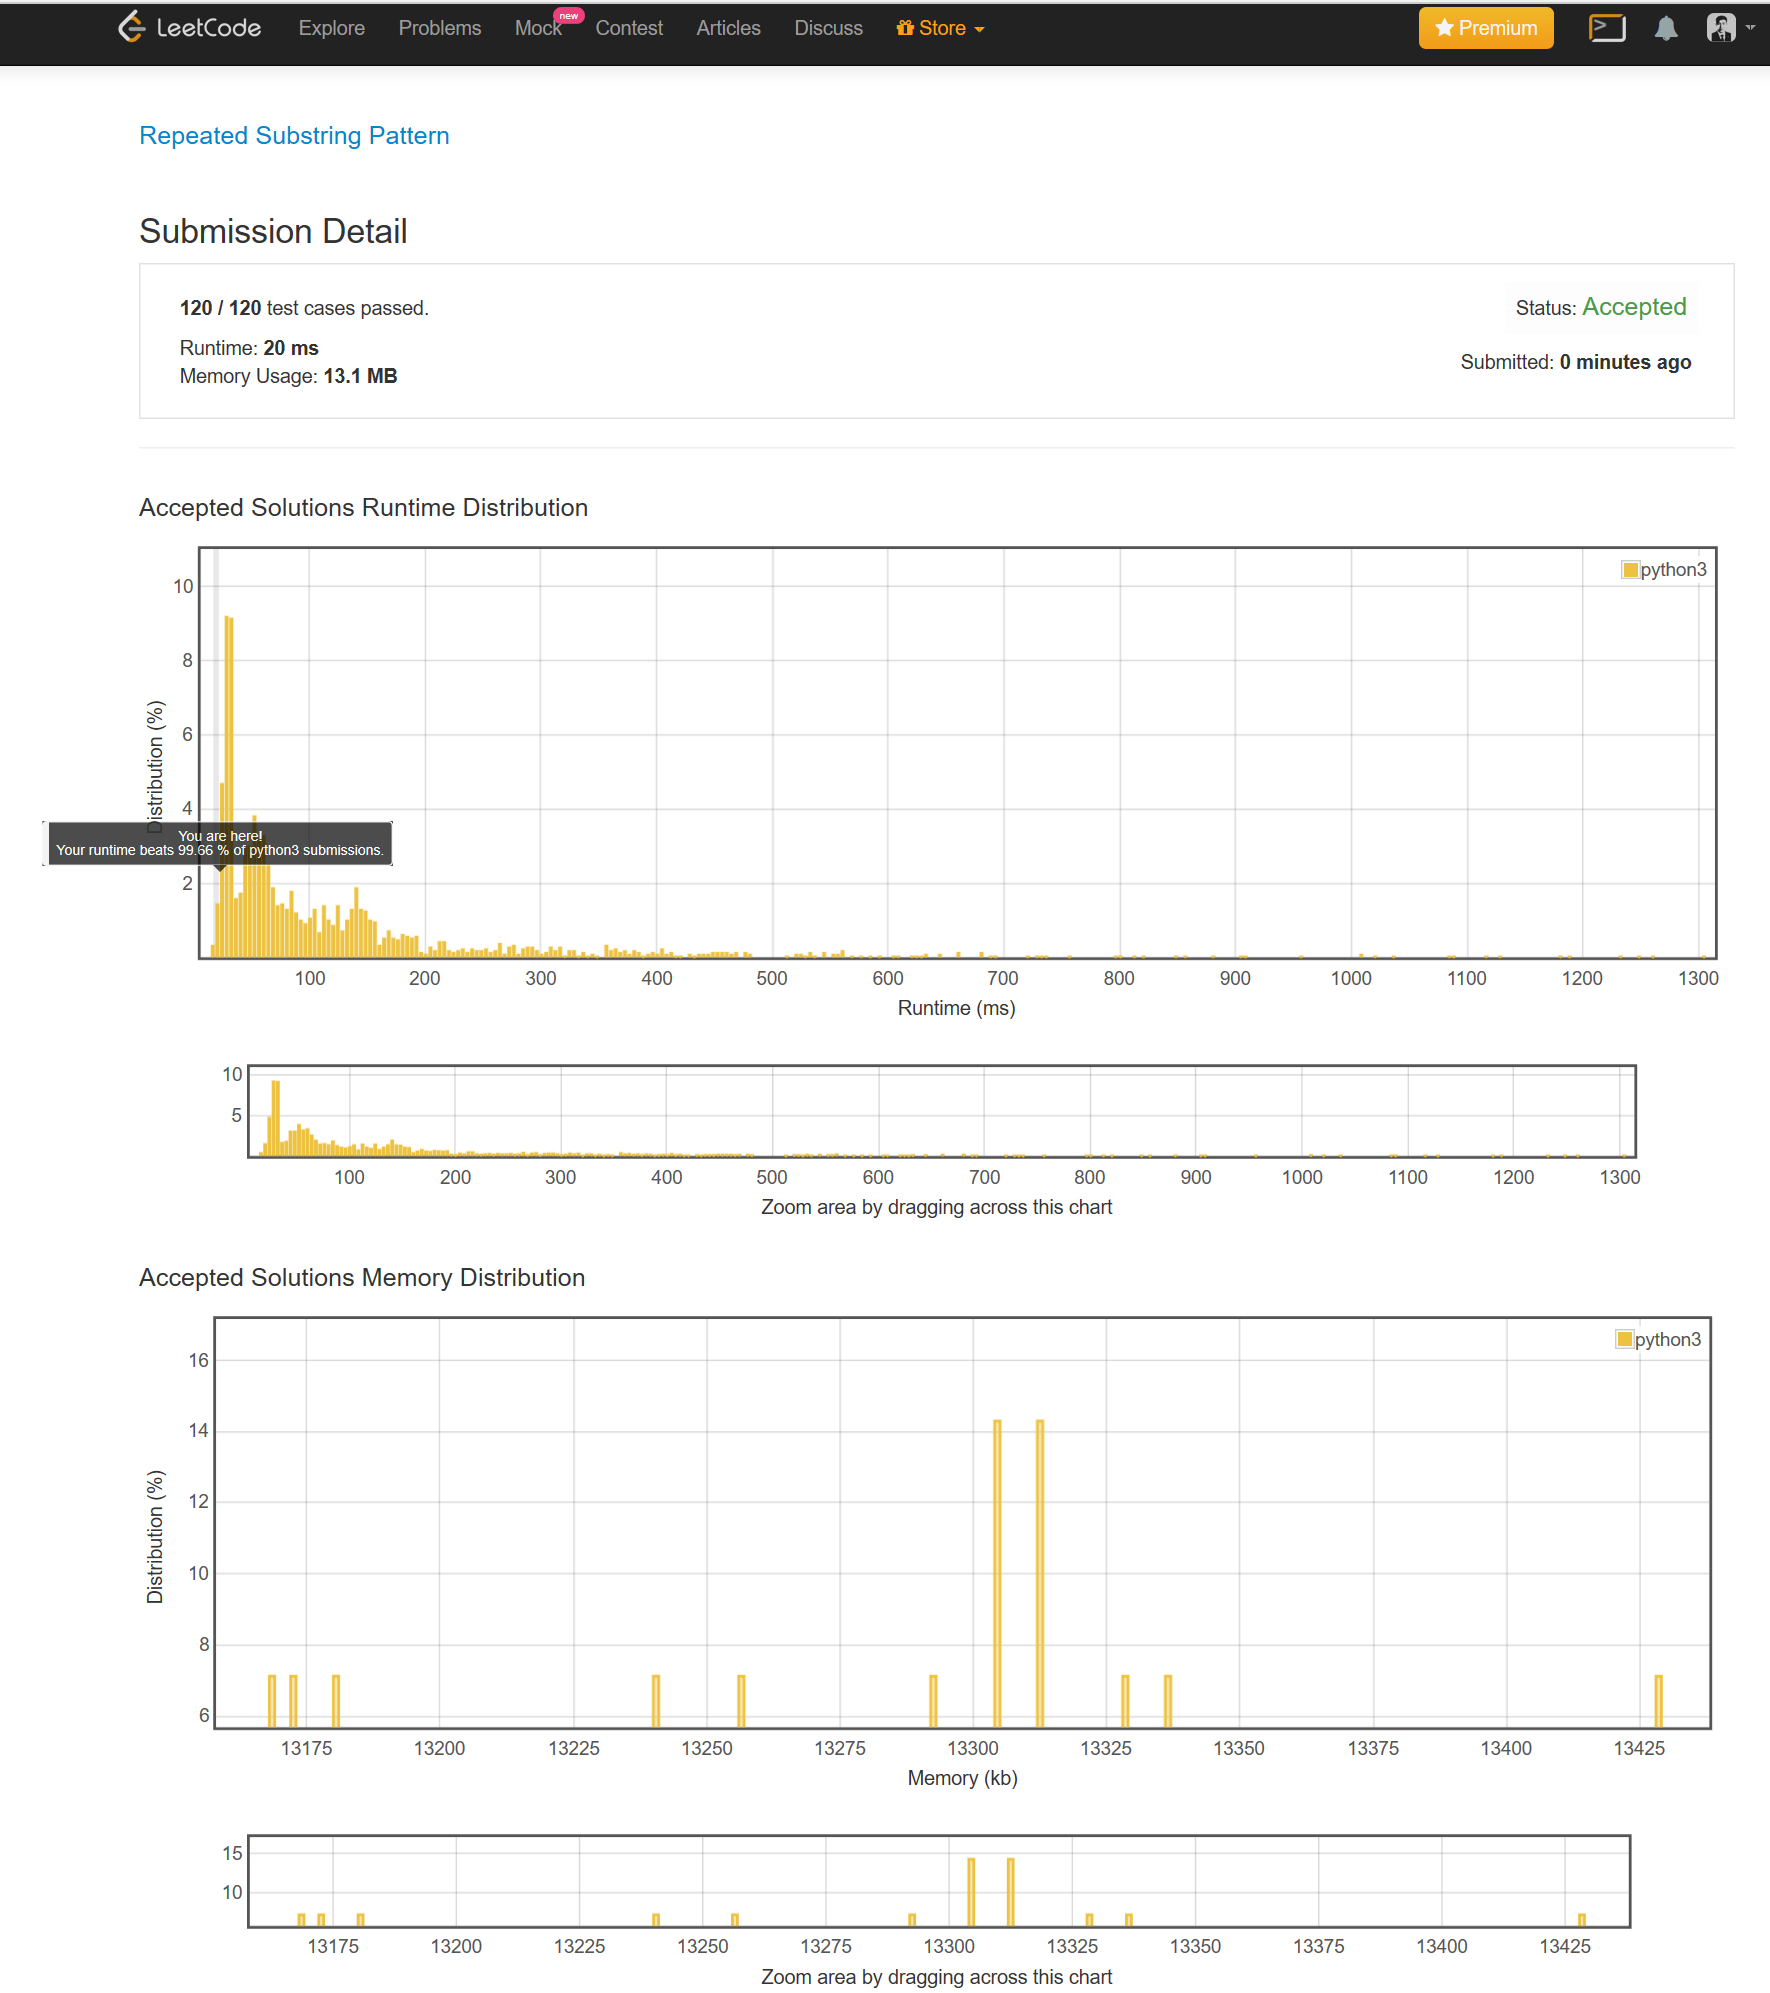 LeetCode Explore Problems Mock new Contest Articles Discuss Store Premium
Repeated Substring Pattern
Submission Detail
120 / 120 test cases passed.
Status: Accepted
Runtime: 20 ms
Submitted: 0 minutes ago
Memory Usage: 13.1 MB
Accepted Solutions Runtime Distribution
python3
10
8
6
4
2
Distribution (%)
You are here!
Your runtime beats 99.66 % of python3 submissions.
100 200 300 400 500 600 700 800 900 1000 1100 1200 1300
Runtime (ms)
10
5
100 200 300 400 500 600 700 800 900 1000 1100 1200 1300
Zoom area by dragging across this chart
Accepted Solutions Memory Distribution
python3
16
14
12
10
8
6
Distribution (%)
13175 13200 13225 13250 13275 13300 13325 13350 13375 13400 13425
Memory (kb)
15
10
13175 13200 13225 13250 13275 13300 13325 13350 13375 13400 13425
Zoom area by dragging across this chart